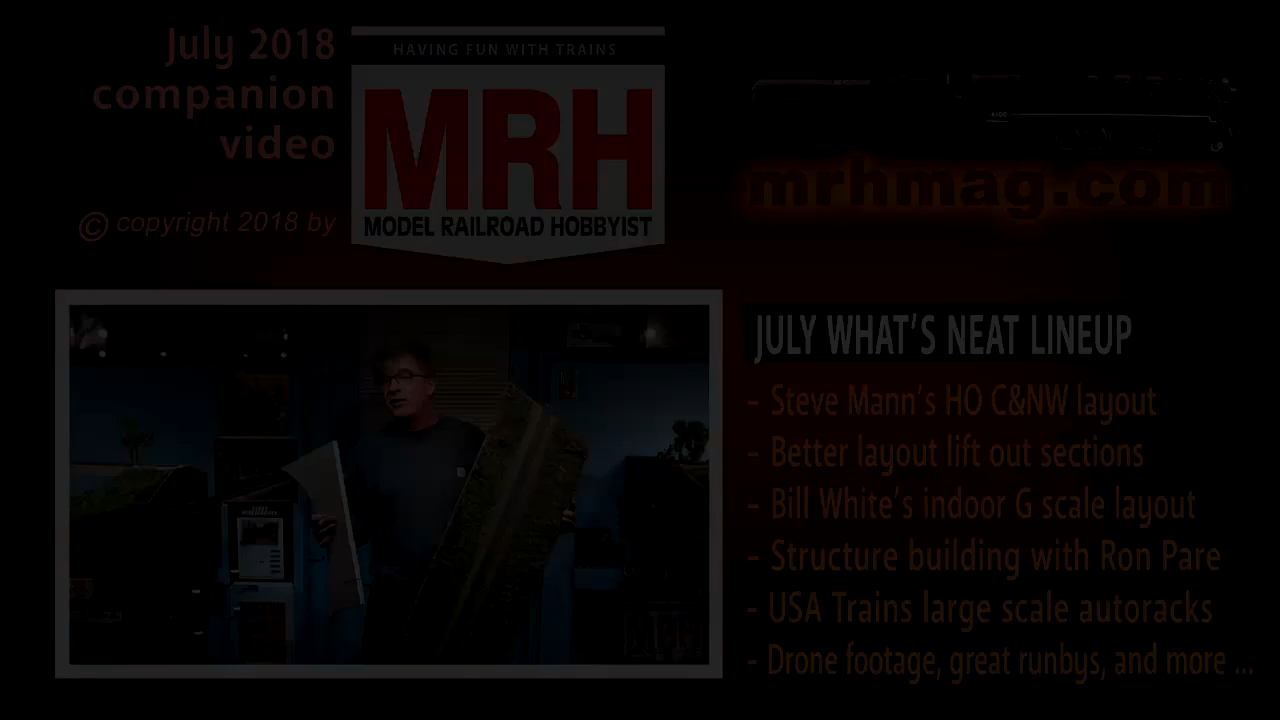 July 2018
companion
video
© copyright 2018 by
HAVING FUN WITH TRAINS
MRH
MODEL RAILROAD HOBBYIST
mrhmag.com
JULY WHAT'S NEAT LINEUP
- Steve Mann's HO C&NW layout
- Better layout lift out sections
- Bill White's indoor G scale layout
- Structure building with Ron Pare
- USA Trains large scale autoracks
- Drone footage, great runbys, and more ...
MRH